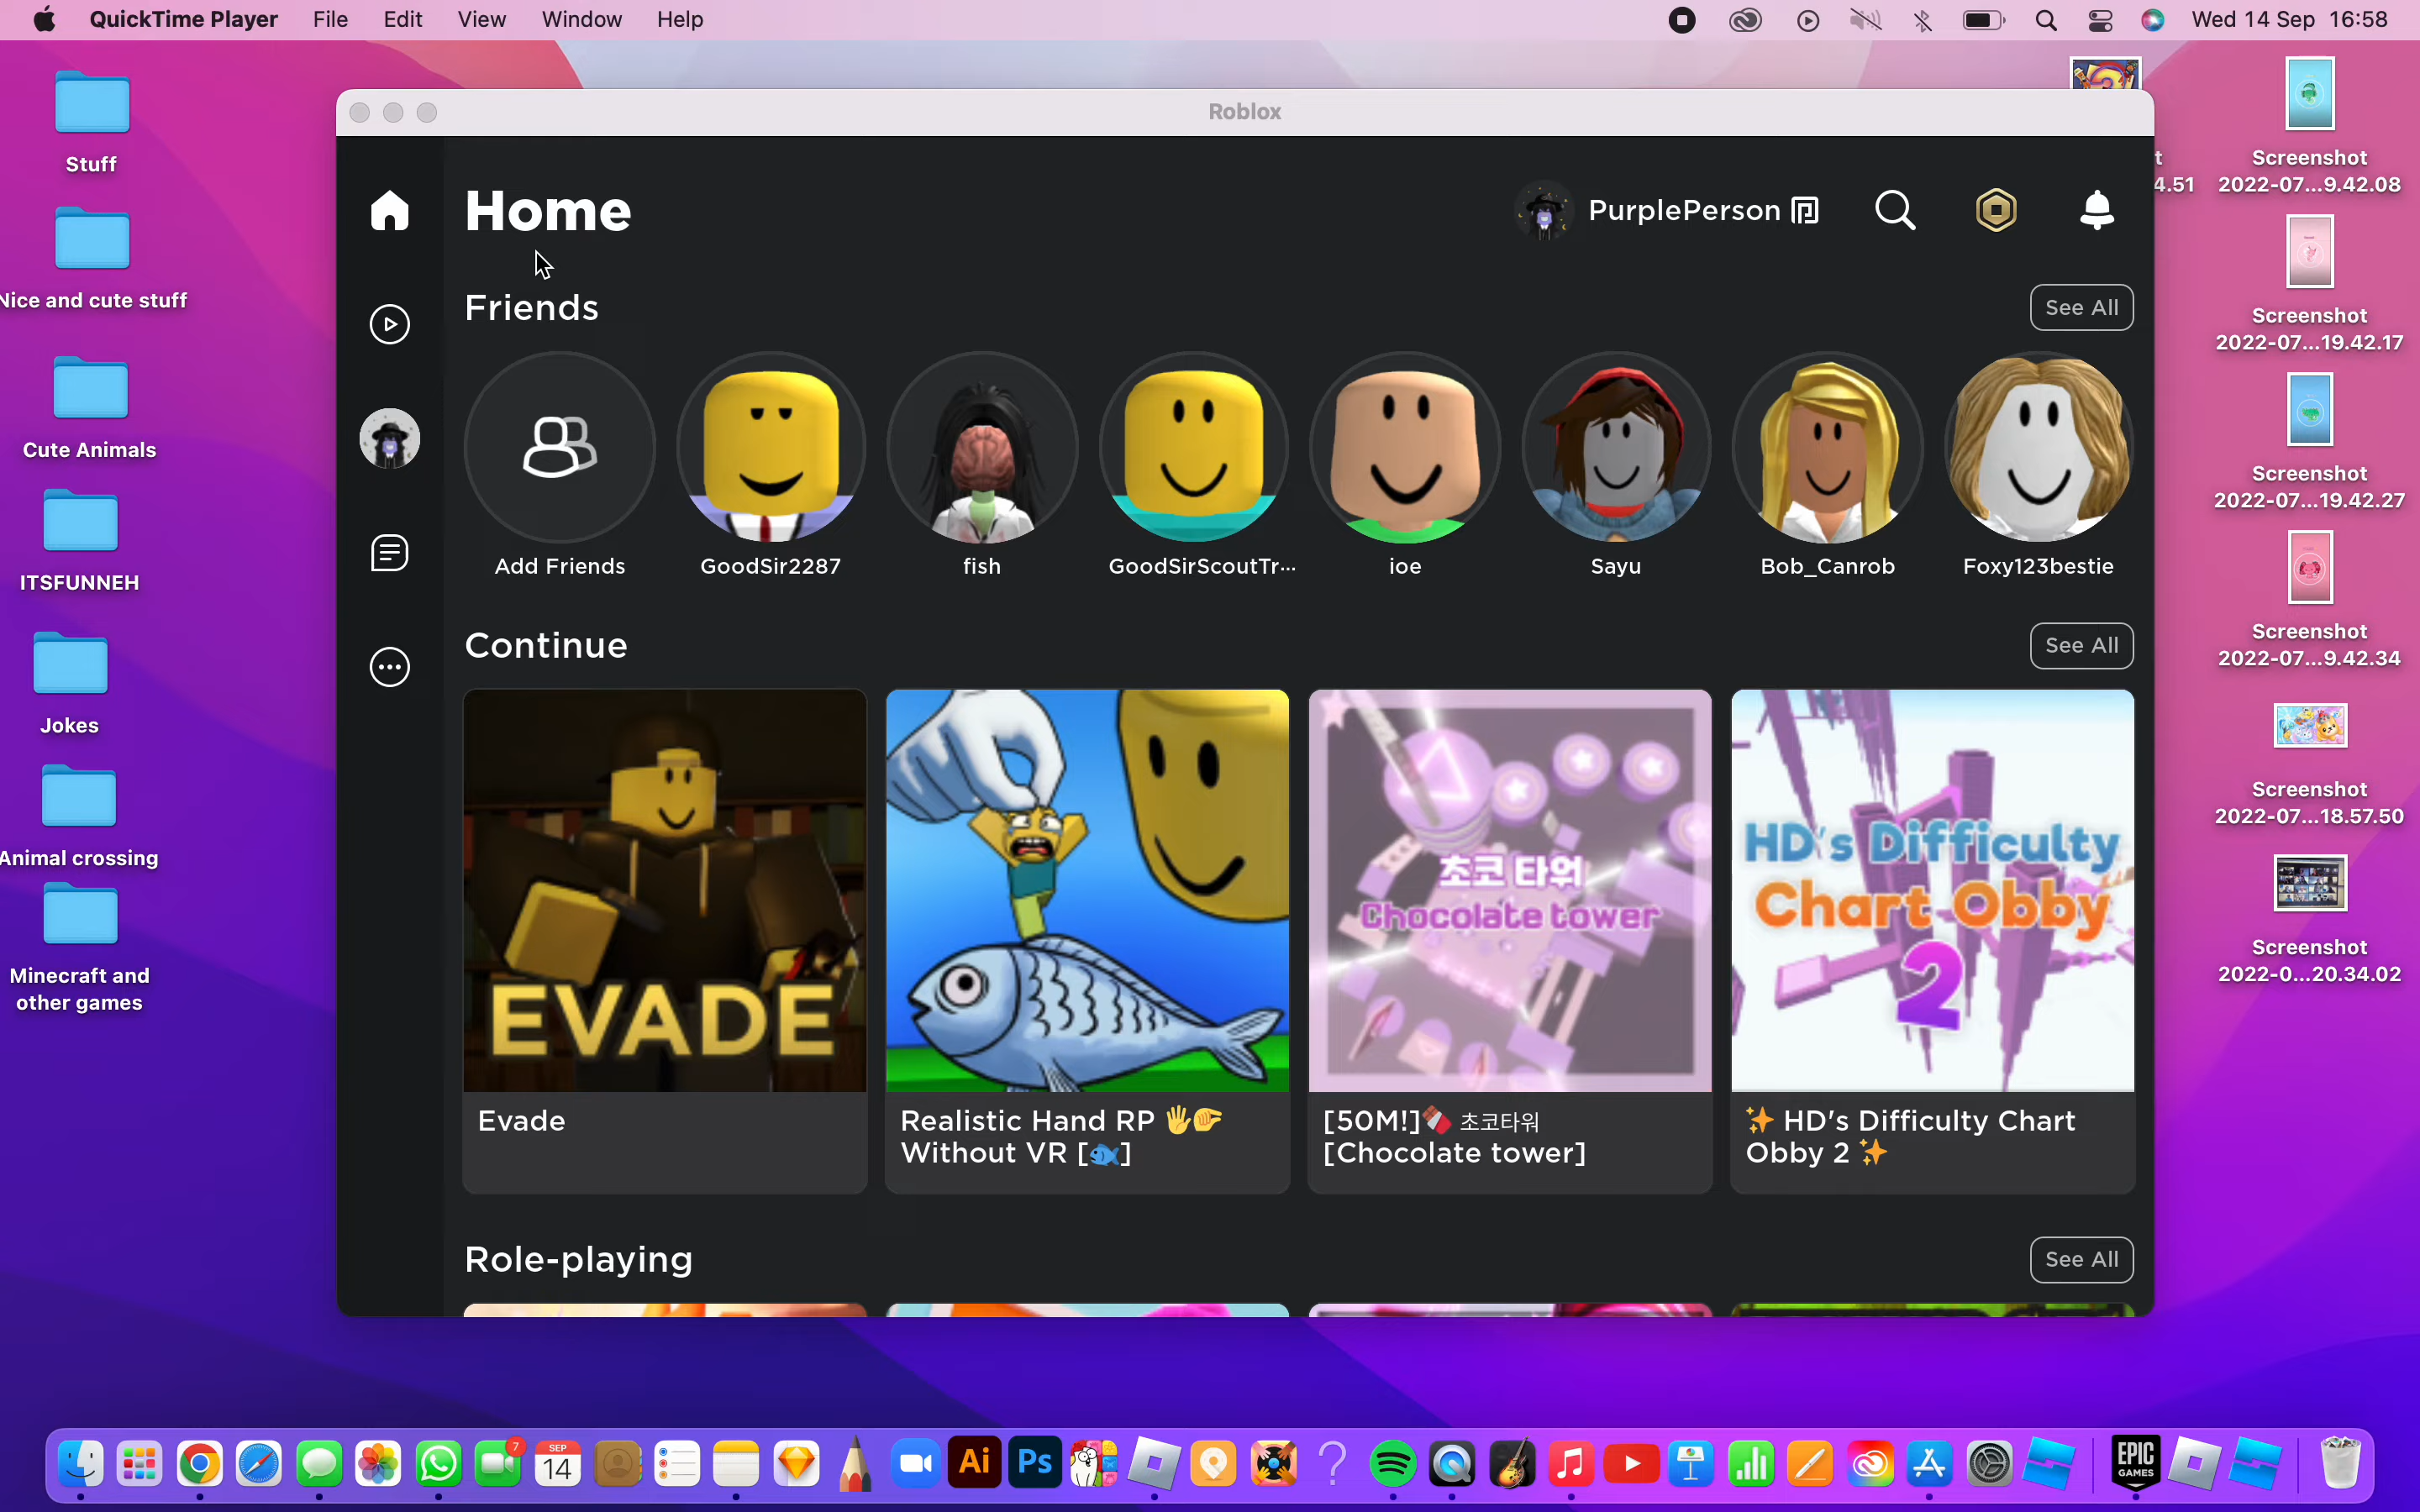 QuickTime Player File Edit View Window Help
Wed 14 Sep 16:58
Stuff
Nice and cute stuff
Cute Animals
ITSFUNNEH
Jokes
Animal crossing
Minecraft and
other games
Roblox
Home
PurplePerson
Friends
See All
Add Friends
GoodSir2287
fish
GoodSirScoutTr...
ioe
Sayu
Bob_Canrob
Foxy123bestie
Continue
See All
EVADE
초코 타워
Chocolate tower
HD's Difficulty
Chart Obby
2
Evade
Realistic Hand RP 🖐👉
Without VR [🐟]
[50M!]🍫 초코타워
[Chocolate tower]
✨ HD's Difficulty Chart
Obby 2 ✨
Role-playing
See All
t
4.51
Screenshot
2022-07...9.42.08
Screenshot
2022-07...19.42.17
Screenshot
2022-07...19.42.27
Screenshot
2022-07...9.42.34
Screenshot
2022-07...18.57.50
Screenshot
2022-0...20.34.02
7
SEP
14
Ai
Ps
EPIC
GAMES